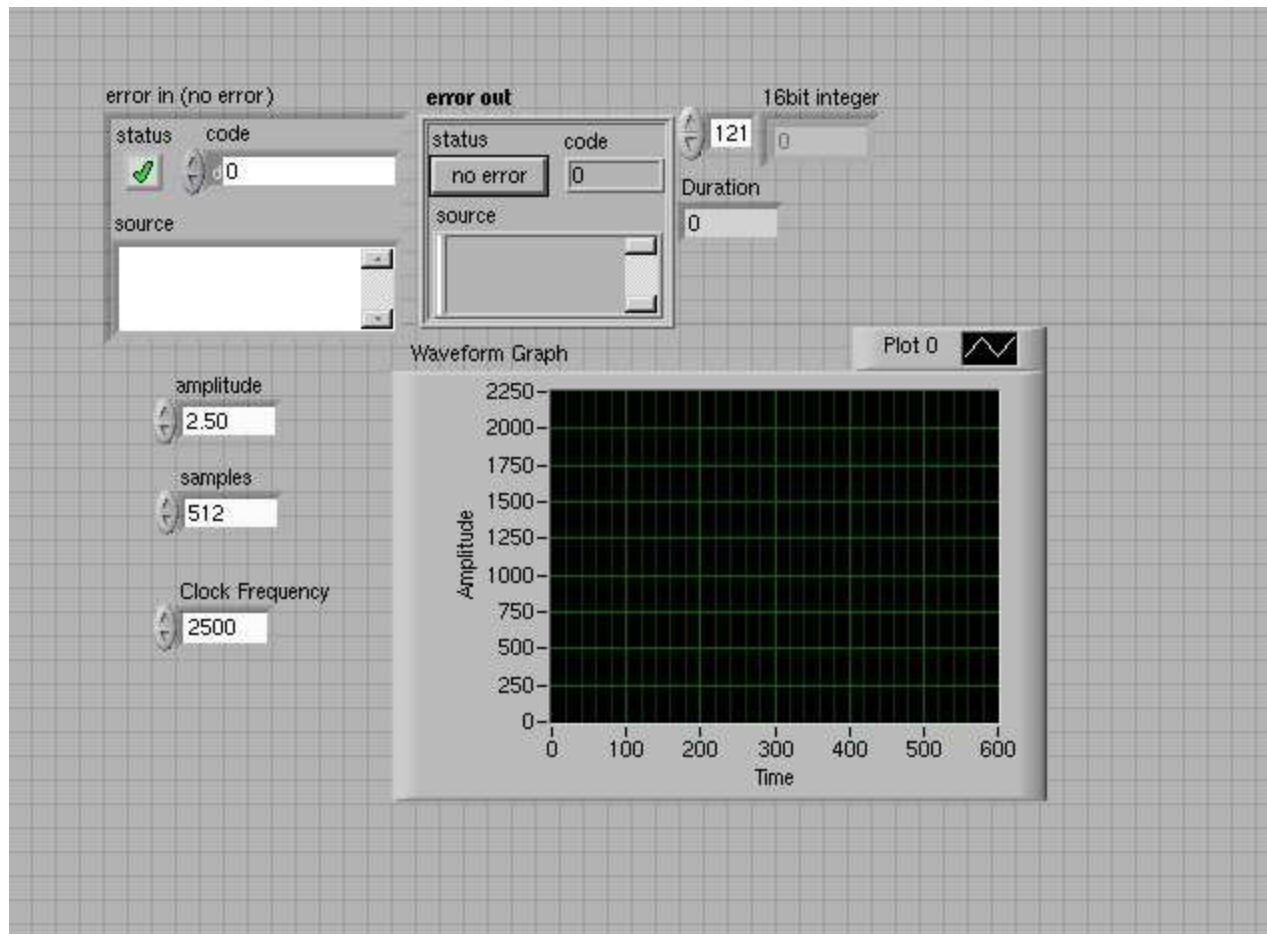 error in (no error)
status
code
d0
source
error out
status
code
no error
0
source
16bit integer
121
0
Duration
0
amplitude
2.50
samples
512
Clock Frequency
2500
Waveform Graph
Plot 0
2250
2000
1750
1500
1250
1000
750
500
250
0
Amplitude
0 100 200 300 400 500 600
Time